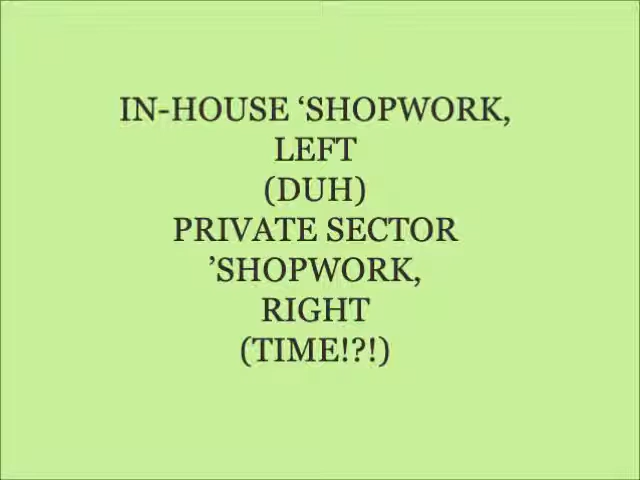 IN-HOUSE ‘SHOPWORK,
LEFT
(DUH)
PRIVATE SECTOR
’SHOPWORK,
RIGHT
(TIME!?!)